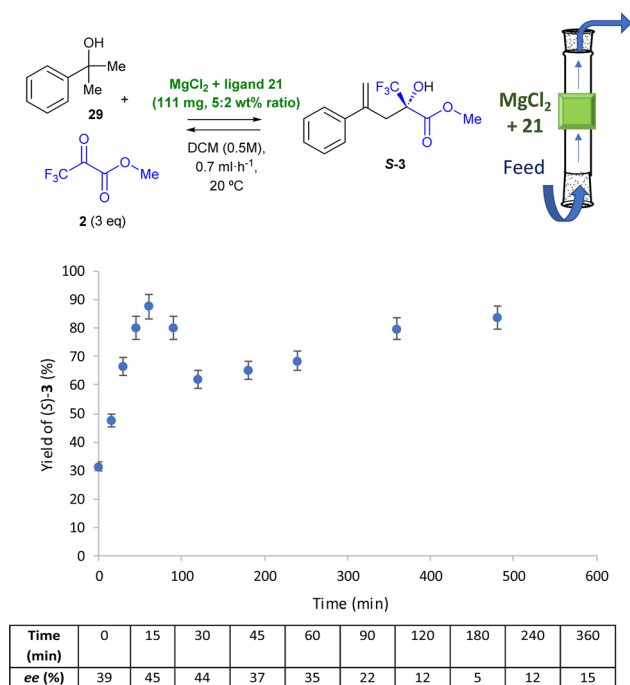 OH
Me
Me
29
+
MgCl₂ + ligand 21
(111 mg, 5:2 wt% ratio)
DCM (0.5M),
0.7 ml·h⁻¹,
20 ºC
O
F₃C
O
Me
O
2 (3 eq)
F₃C
OH
O
Me
O
S-3
MgCl₂
+ 21
Feed
Yield of (S)-3 (%)
100
90
80
70
60
50
40
30
20
10
0
0 100 200 300 400 500 600
Time (min)
Time (min) 0 15 30 45 60 90 120 180 240 360
ee (%) 39 45 44 37 35 22 12 5 12 15